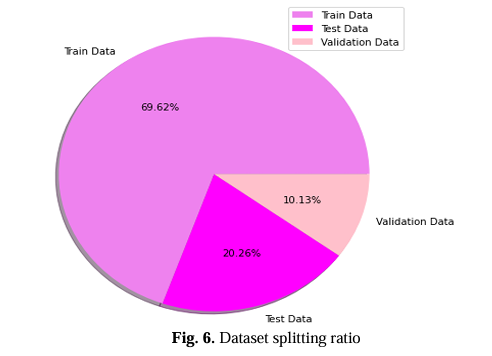 Train Data
Test Data
Validation Data
Train Data
69.62%
10.13%
Validation Data
20.26%
Test Data
Fig. 6. Dataset splitting ratio